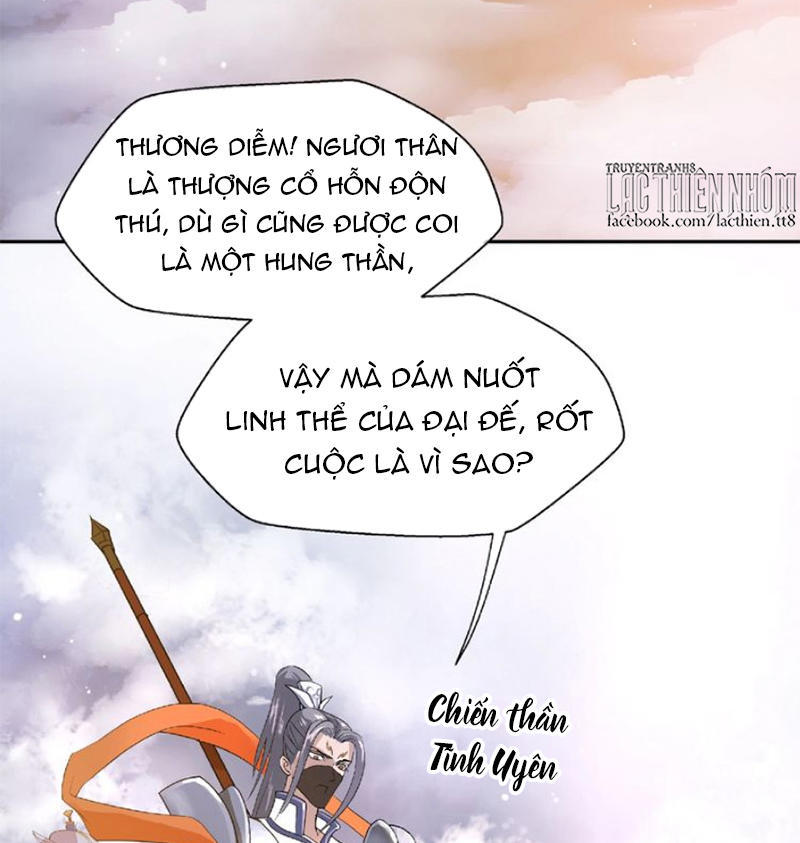 THƯƠNG DIỄM! NGƯƠI THÂN
LÀ THƯỢNG CỔ HỖN ĐỘN
THÚ, DÙ GÌ CŨNG ĐƯỢC COI
LÀ MỘT HUNG THẦN,
TRUYENTRANH8
LẠC THIÊN NHÓM
facebook.com/lacthien.tt8
VẬY MÀ DÁM NUỐT
LINH THỂ CỦA ĐẠI ĐẾ, RỐT
CUỘC LÀ VÌ SAO?
Chiến thần
Tĩnh Uyên